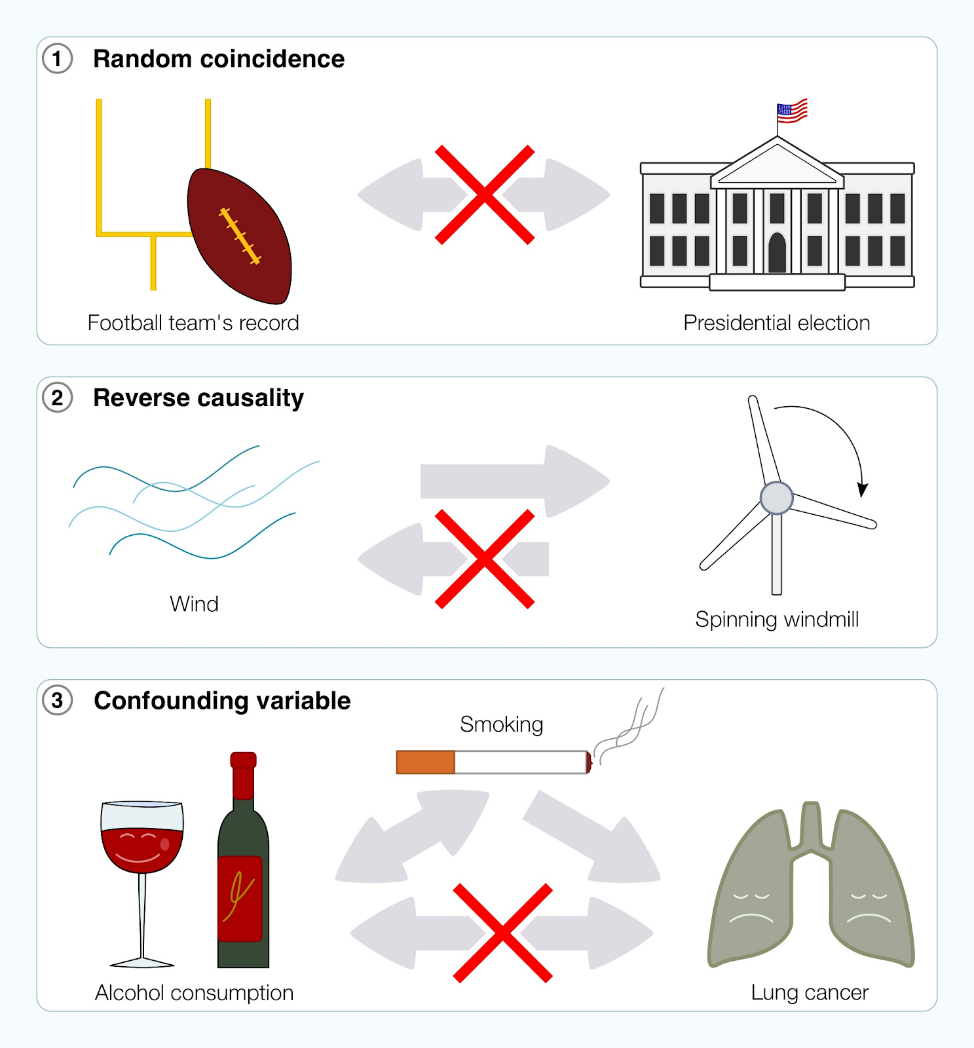 1 Random coincidence
Football team's record
Presidential election
2 Reverse causality
Wind
Spinning windmill
3 Confounding variable
Smoking
Alcohol consumption
Lung cancer